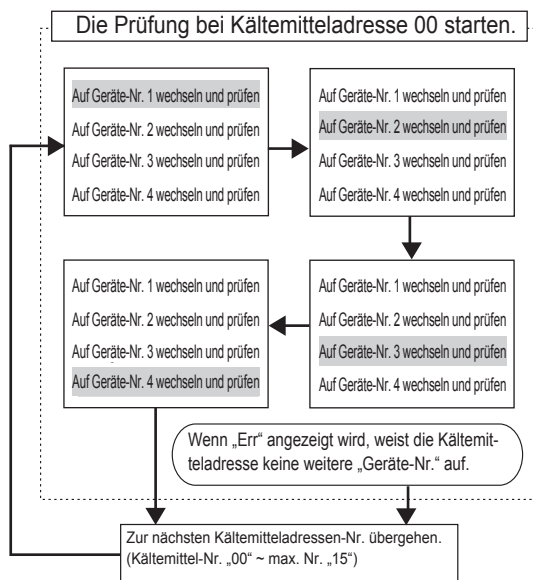 Die Prüfung bei Kältemitteladresse 00 starten.
Auf Geräte-Nr. 1 wechseln und prüfen
Auf Geräte-Nr. 2 wechseln und prüfen
Auf Geräte-Nr. 3 wechseln und prüfen
Auf Geräte-Nr. 4 wechseln und prüfen
Auf Geräte-Nr. 1 wechseln und prüfen
Auf Geräte-Nr. 2 wechseln und prüfen
Auf Geräte-Nr. 3 wechseln und prüfen
Auf Geräte-Nr. 4 wechseln und prüfen
Auf Geräte-Nr. 1 wechseln und prüfen
Auf Geräte-Nr. 2 wechseln und prüfen
Auf Geräte-Nr. 3 wechseln und prüfen
Auf Geräte-Nr. 4 wechseln und prüfen
Auf Geräte-Nr. 1 wechseln und prüfen
Auf Geräte-Nr. 2 wechseln und prüfen
Auf Geräte-Nr. 3 wechseln und prüfen
Auf Geräte-Nr. 4 wechseln und prüfen
Wenn „Err“ angezeigt wird, weist die Kältemit-
teladresse keine weitere „Geräte-Nr.“ auf.
Zur nächsten Kältemitteladressen-Nr. übergehen.
(Kältemittel-Nr. „00“ ~ max. Nr. „15“)